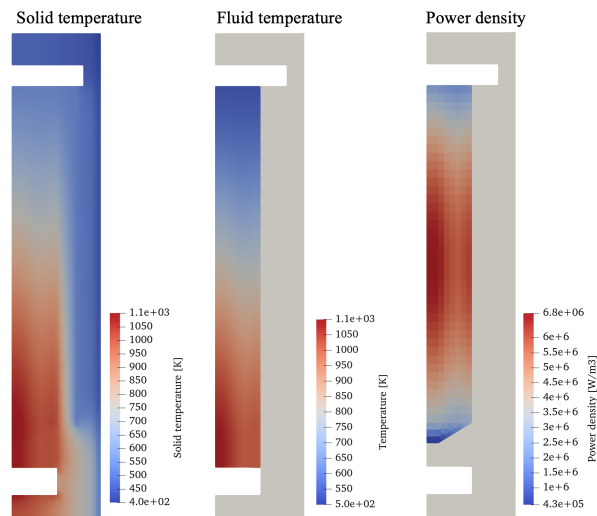 Solid temperature
Fluid temperature
Power density
1.1e+03
1050
1000
950
900
850
800
750
700
650
600
550
500
450
4.0e+02
Solid temperature [K]
1.1e+03
1050
1000
950
900
850
800
750
700
650
600
550
5.0e+02
Temperature [K]
6.8e+06
6e+6
5.5e+6
5e+6
4.5e+6
4e+6
3.5e+6
3e+6
2.5e+6
2e+6
1.5e+6
1e+6
4.3e+05
Power density [W/m3]